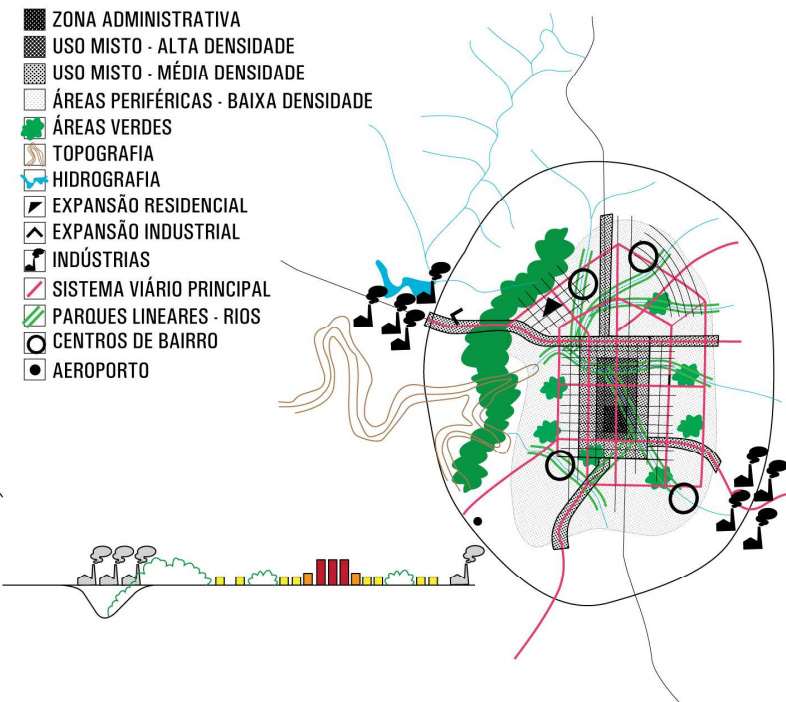 ZONA ADMINISTRATIVA
USO MISTO - ALTA DENSIDADE
USO MISTO - MÉDIA DENSIDADE
ÁREAS PERIFÉRICAS - BAIXA DENSIDADE
ÁREAS VERDES
TOPOGRAFIA
HIDROGRAFIA
EXPANSÃO RESIDENCIAL
EXPANSÃO INDUSTRIAL
INDÚSTRIAS
SISTEMA VIÁRIO PRINCIPAL
PARQUES LINEARES - RIOS
CENTROS DE BAIRRO
AEROPORTO